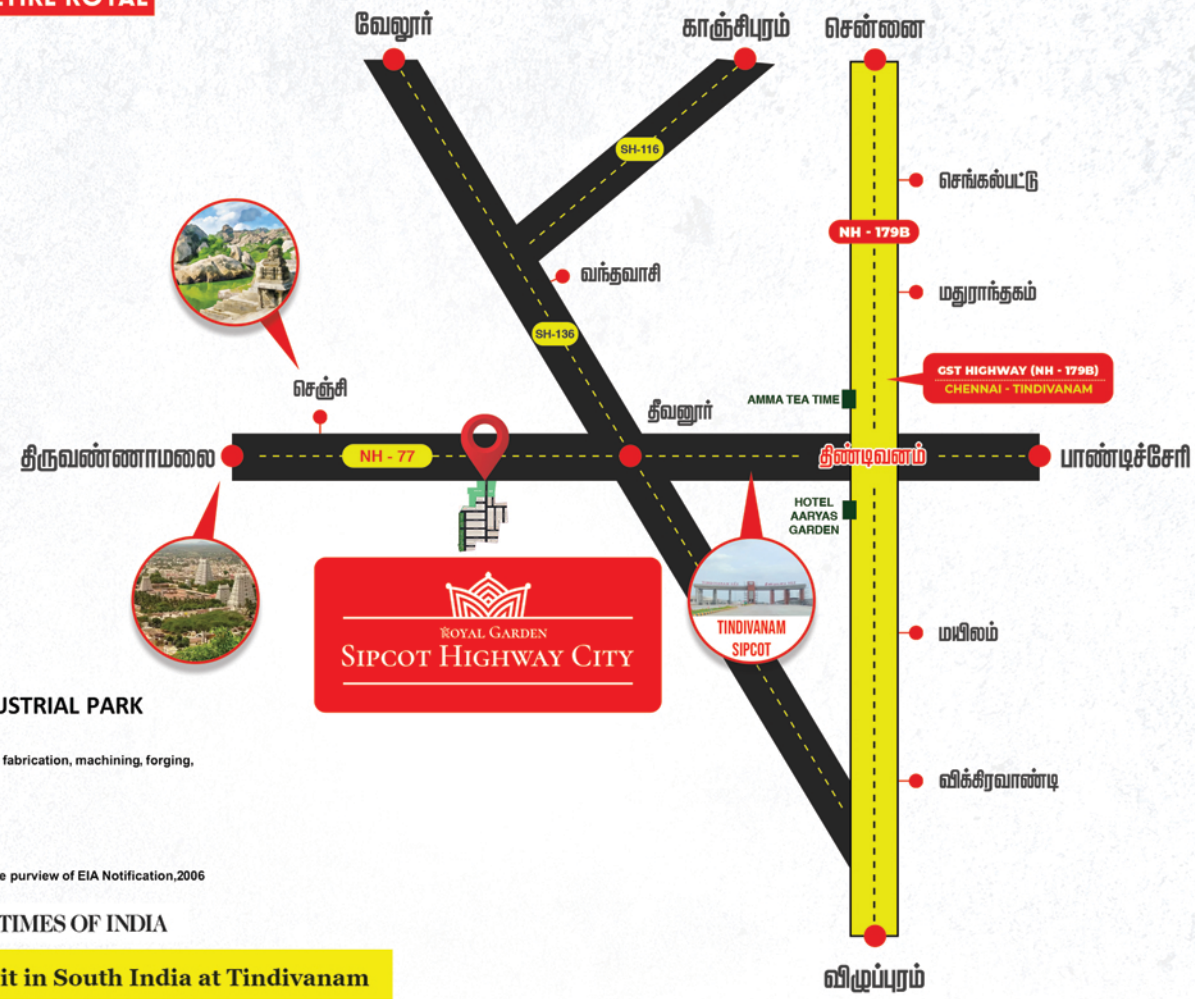 வேலூர்
காஞ்சிபுரம்
சென்னை
SH-116
செங்கல்பட்டு
NH - 179B
வந்தவாசி
மதுராந்தகம்
SH-136
GST HIGHWAY (NH - 179B)
CHENNAI - TINDIVANAM
செஞ்சி
AMMA TEA TIME
தீவனூர்
திருவண்ணாமலை
NH - 77
திண்டிவனம்
பாண்டிச்சேரி
HOTEL
AARYAS
GARDEN
ROYAL GARDEN
SIPCOT HIGHWAY CITY
TINDIVANAM
SIPCOT
மயிலம்
USTRIAL PARK
fabrication, machining, forging,
விக்கிரவாண்டி
e purview of EIA Notification,2006
TIMES OF INDIA
it in South India at Tindivanam
விழுப்புரம்